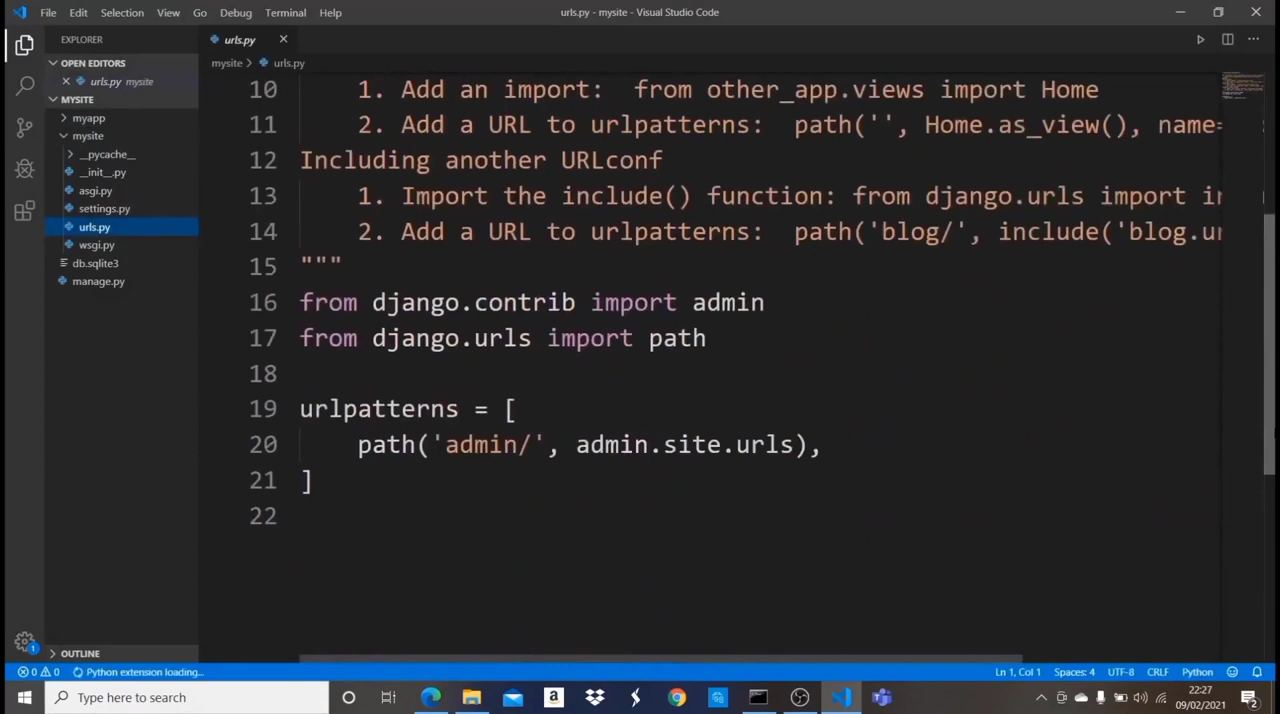 File Edit Selection View Go Debug Terminal Help urls.py - mysite - Visual Studio Code
EXPLORER urls.py
OPEN EDITORS
urls.py mysite
mysite urls.py
MYSITE
myapp
mysite
__pycache__
__init__.py
asgi.py
settings.py
urls.py
wsgi.py
db.sqlite3
manage.py
10 1. Add an import: from other_app.views import Home
11 2. Add a URL to urlpatterns: path('', Home.as_view(), name=
12 Including another URLconf
13 1. Import the include() function: from django.urls import in
14 2. Add a URL to urlpatterns: path('blog/', include('blog.ur
15 """
16 from django.contrib import admin
17 from django.urls import path
18
19 urlpatterns = [
20 path('admin/', admin.site.urls),
21 ]
22
OUTLINE
0 0 Python extension loading... Ln 1, Col 1 Spaces: 4 UTF-8 CRLF Python
Type here to search
22:27
09/02/2021